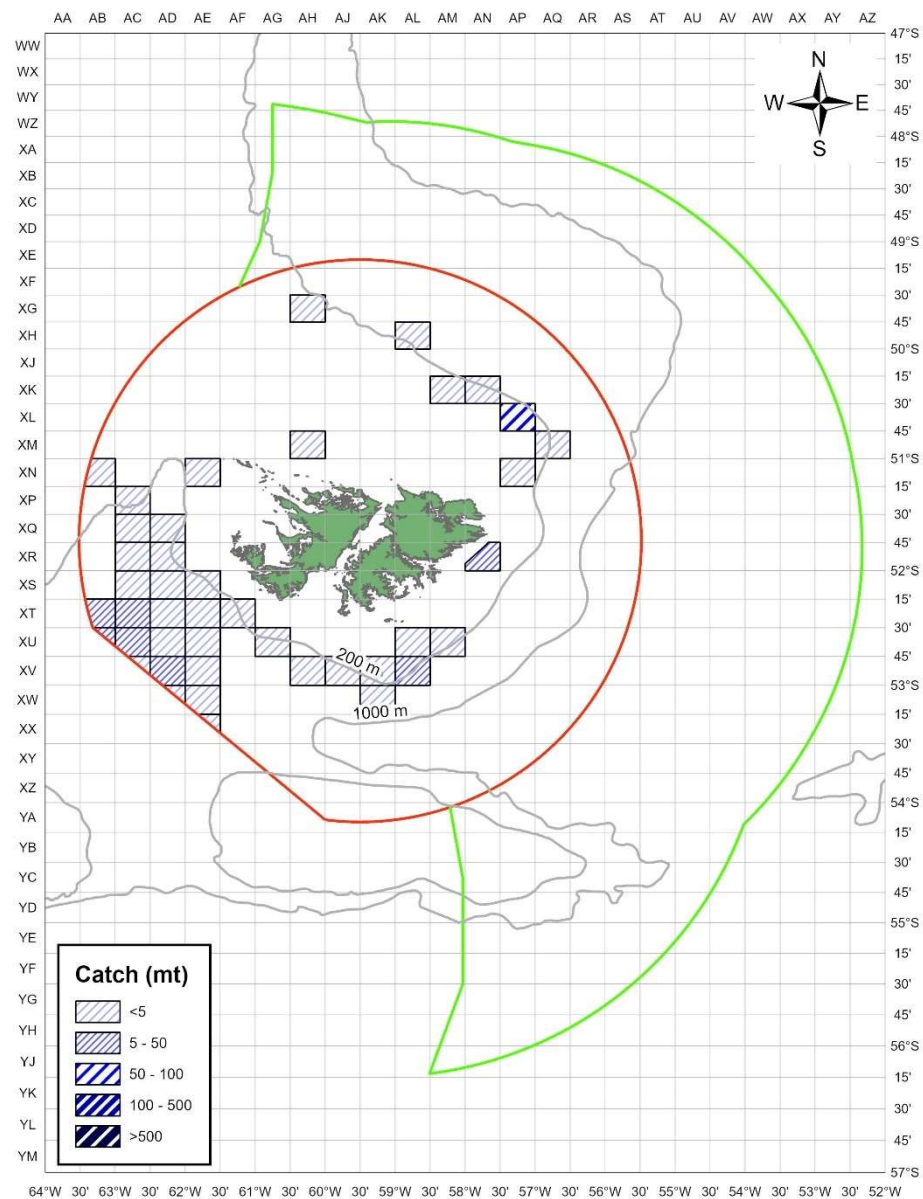 AA AB AC AD AE AF AG AH AJ AK AL AM AN AP AQ AR AS AT AU AV AW AX AY AZ
WW 47°S
WX 15'
WY 30'
WZ 45'
XA 48°S
XB 15'
XC 30'
XD 45'
XE 49°S
XF 15'
XG 30'
XH 45'
XJ 50°S
XK 15'
XL 30'
XM 45'
XN 51°S
XP 15'
XQ 30'
XR 45'
XS 52°S
XT 15'
XU 30'
XV 45'
XW 53°S
XX 15'
XY 30'
XZ 45'
YA 54°S
YB 15'
YC 30'
YD 45'
YE 55°S
YF 15'
YG 30'
YH 45'
YJ 56°S
YK 15'
YL 30'
YM 45'
57°S
N
W E
S
200 m.
1000 m
Catch (mt)
<5
5 - 50
50 - 100
100 - 500
>500
64°W 30' 63°W 30' 62°W 30' 61°W 30' 60°W 30' 59°W 30' 58°W 30' 57°W 30' 56°W 30' 55°W 30' 54°W 30' 53°W 30' 52°W